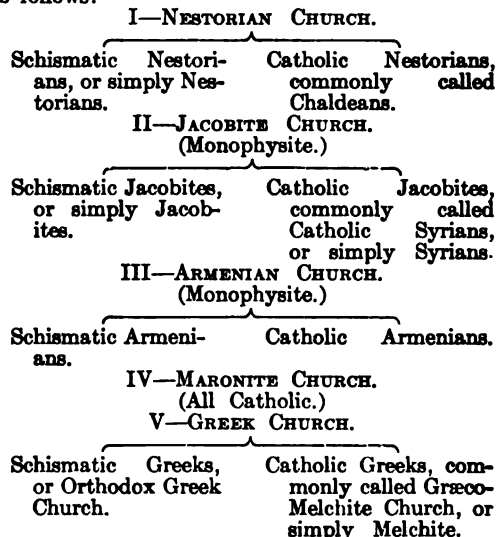 I—NESTORIAN CHURCH.
Schismatic Nestori-
ans, or simply Nes-
torians.
Catholic Nestorians,
commonly called
Chaldeans.
II—JACOBITE CHURCH.
(Monophysite.)
Schismatic Jacobites,
or simply Jacob-
ites.
Catholic Jacobites,
commonly called
Catholic Syrians,
or simply Syrians.
III—ARMENIAN CHURCH.
(Monophysite.)
Schismatic Armeni-
ans.
Catholic Armenians.
IV—MARONITE CHURCH.
(All Catholic.)
V—GREEK CHURCH.
Schismatic Greeks,
or Orthodox Greek
Church.
Catholic Greeks, com-
monly called Græco-
Melchite Church, or
simply Melchite.